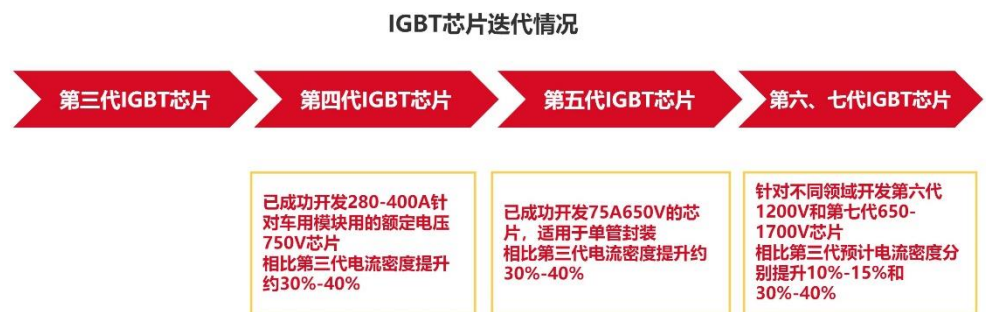 IGBT芯片迭代情况
第三代IGBT芯片
第四代IGBT芯片
第五代IGBT芯片
第六、七代IGBT芯片
已成功开发280-400A针
对车用模块用的额定电压
750V芯片
相比第三代电流密度提升
约30%-40%
已成功开发75A650V的芯
片，适用于单管封装
相比第三代电流密度提升约
30%-40%
针对不同领域开发第六代
1200V和第七代650-
1700V芯片
相比第三代预计电流密度分
别提升10%-15%和
30%-40%